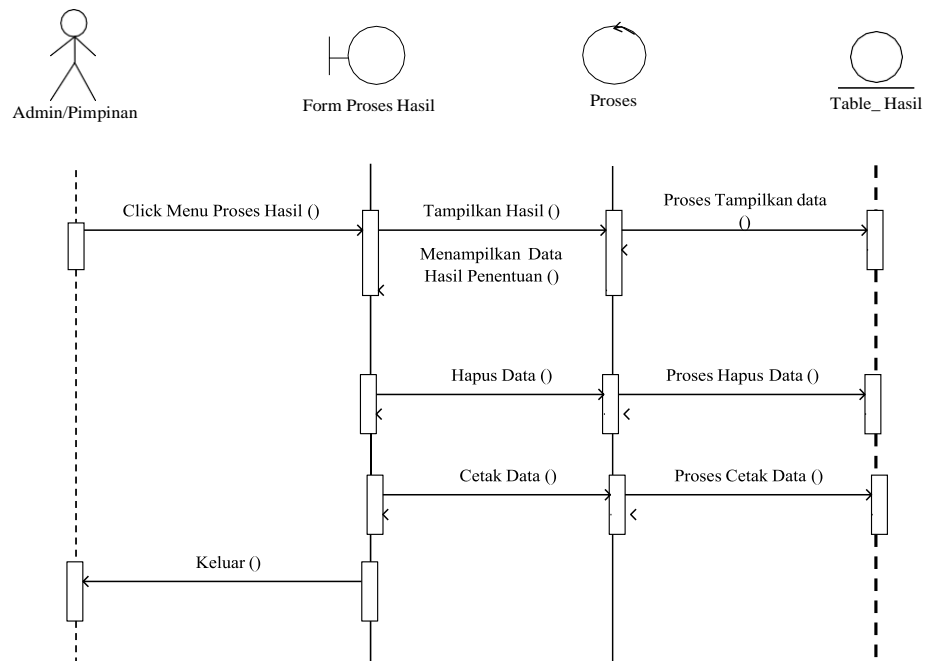 Admin/Pimpinan
Form Proses Hasil
Proses
Table_ Hasil
Click Menu Proses Hasil ()
Tampilkan Hasil ()
Proses Tampilkan data
()
Menampilkan Data
Hasil Penentuan ()
Hapus Data ()
Proses Hapus Data ()
Cetak Data ()
Proses Cetak Data ()
Keluar ()